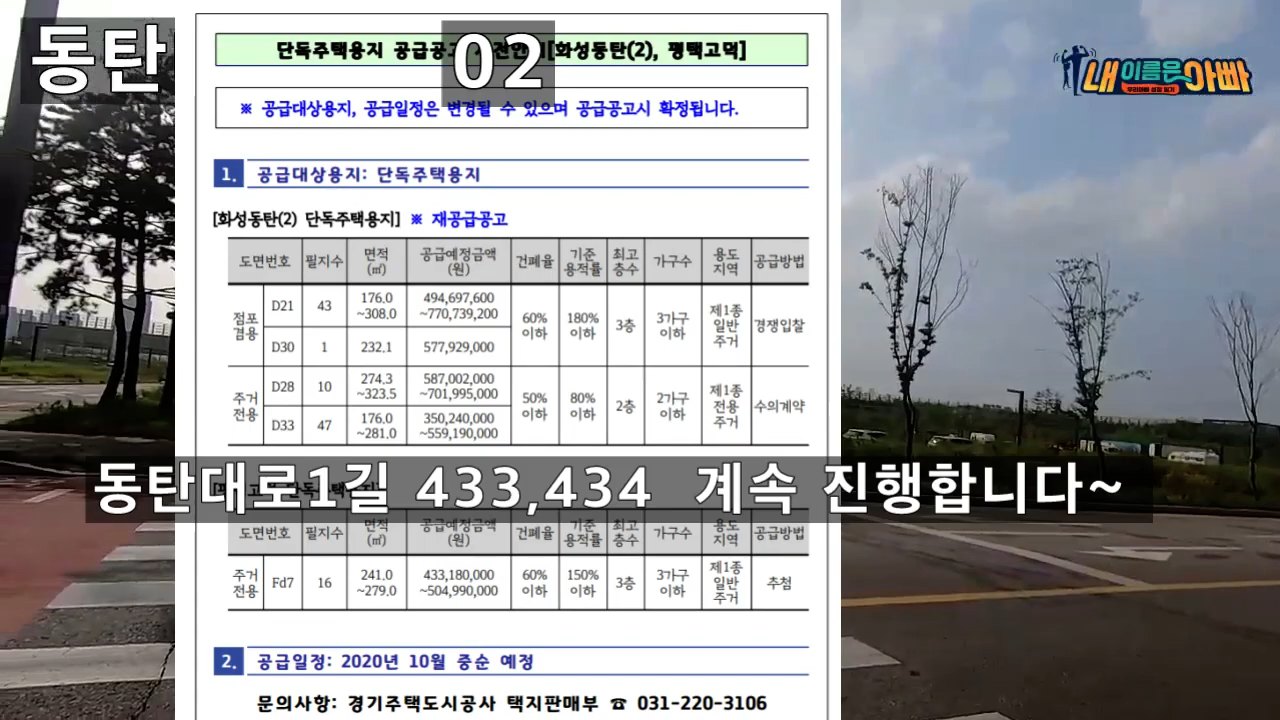 동탄
02
내 이름은 아빠
우리아빠 성장 일기
단독주택용지 공급공고 [화성동탄(2), 평택고덕]
※ 공급대상용지, 공급일정은 변경될 수 있으며 공급공고시 확정됩니다.
1. 공급대상용지: 단독주택용지
[화성동탄(2) 단독주택용지] ※ 재공급공고
도면번호 필지수 면적(㎡) 공급예정금액(원) 건폐율 기준용적률 최고층수 가구수 용도지역 공급방법
점포겸용 D21 43 176.0~308.0 494,697,600~770,739,200 60%이하 180%이하 3층 3가구이하 제1종일반주거 경쟁입찰
D30 1 232.1 577,929,000
주거전용 D28 10 274.3~323.5 587,002,000~701,995,000 50%이하 80%이하 2층 2가구이하 제1종전용주거 수의계약
D33 47 176.0~281.0 350,240,000~559,190,000
동탄대로1길 433,434 계속 진행합니다~
도면번호 필지수 면적(㎡) 공급예정금액(원) 건폐율 기준용적률 최고층수 가구수 용도지역 공급방법
주거전용 Fd7 16 241.0~279.0 433,180,000~504,990,000 60%이하 150%이하 3층 3가구이하 제1종일반주거 추첨
2. 공급일정: 2020년 10월 중순 예정
문의사항: 경기주택도시공사 택지판매부 ☎ 031-220-3106